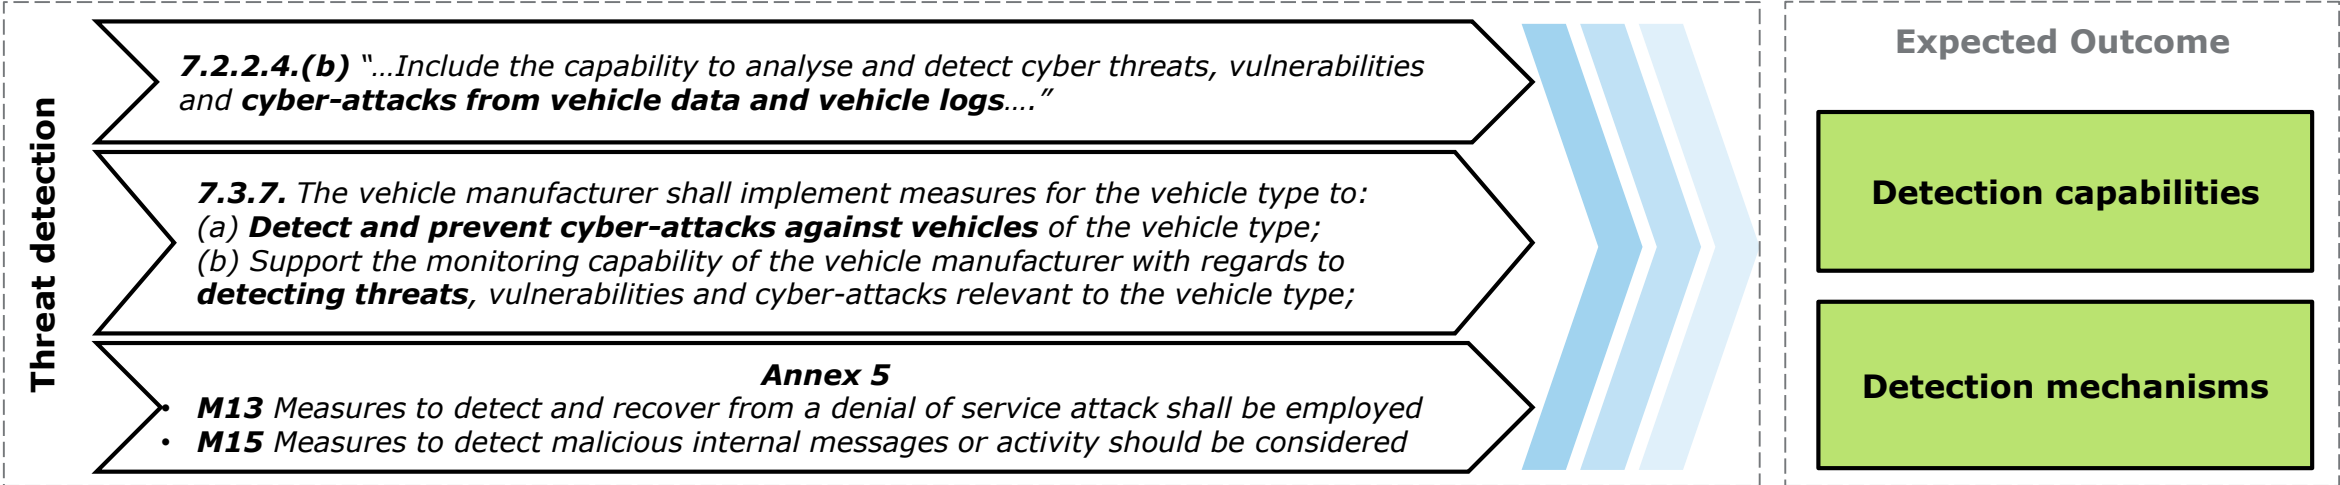 Threat detection
7.2.2.4.(b) “…Include the capability to analyse and detect cyber threats, vulnerabilities
and cyber-attacks from vehicle data and vehicle logs….”
7.3.7. The vehicle manufacturer shall implement measures for the vehicle type to:
(a) Detect and prevent cyber-attacks against vehicles of the vehicle type;
(b) Support the monitoring capability of the vehicle manufacturer with regards to
detecting threats, vulnerabilities and cyber-attacks relevant to the vehicle type;
Annex 5
• M13 Measures to detect and recover from a denial of service attack shall be employed
• M15 Measures to detect malicious internal messages or activity should be considered
Expected Outcome
Detection capabilities
Detection mechanisms